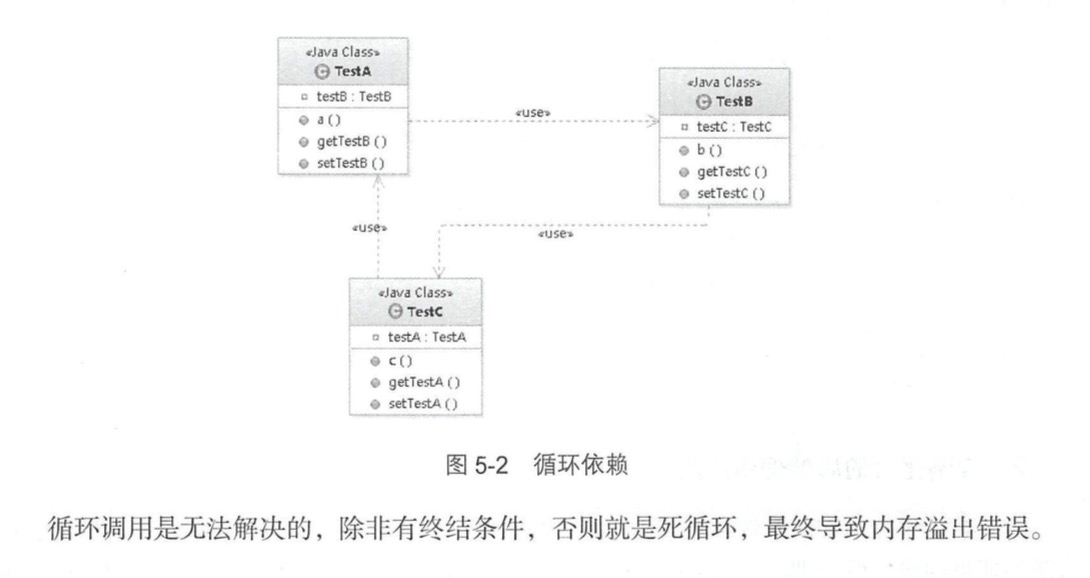 «Java Class»
TestA
testB : TestB
a ()
getTestB ()
setTestB ()
«use»
«Java Class»
TestB
testC : TestC
b ()
getTestC ()
setTestC ()
«use»
«use»
«Java Class»
TestC
testA : TestA
c ()
getTestA ()
setTestA ()
图 5-2 循环依赖
循环调用是无法解决的，除非有终结条件，否则就是死循环，最终导致内存溢出错误。